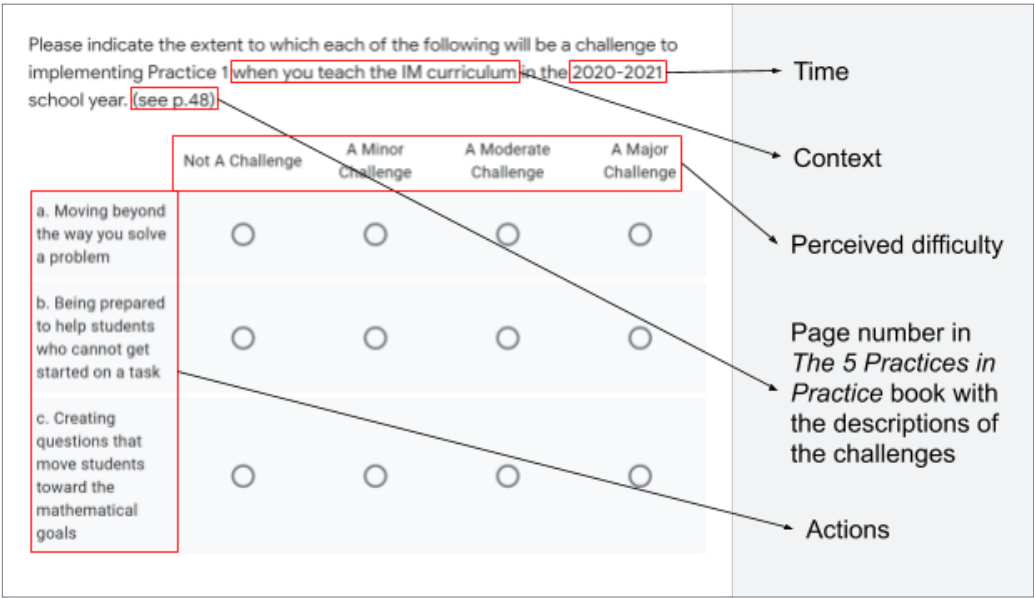 Please indicate the extent to which each of the following will be a challenge to
implementing Practice 1 when you teach the IM curriculum in the 2020-2021
school year. (see p.48)
Not A Challenge
A Minor
Challenge
A Moderate
Challenge
A Major
Challenge
a. Moving beyond
the way you solve
a problem
b. Being prepared
to help students
who cannot get
started on a task
c. Creating
questions that
move students
toward the
mathematical
goals
Time
Context
Perceived difficulty
Page number in
The 5 Practices in
Practice book with
the descriptions of
the challenges
Actions